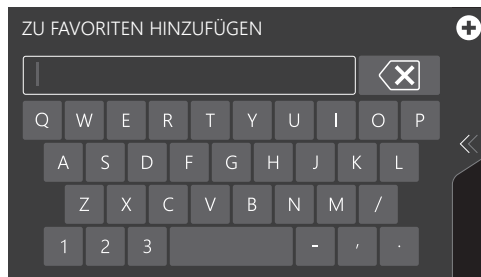 ZU FAVORITEN HINZUFÜGEN
Q W E R T Y U I O P
A S D F G H J K L
Z X C V B N M /
1 2 3 - , .